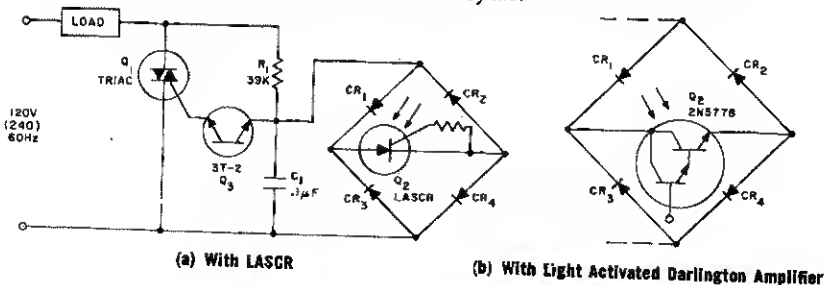 LOAD
Q1
TRIAC
R1
39K
120V
(240)
60Hz
3T-2
Q3
C1
.1µF
CR1
CR2
Q2
LASCR
CR3
CR4
(a) With LASCR
CR1
CR2
Q2
2N5778
CR3
CR4
(b) With Light Activated Darlington Amplifier